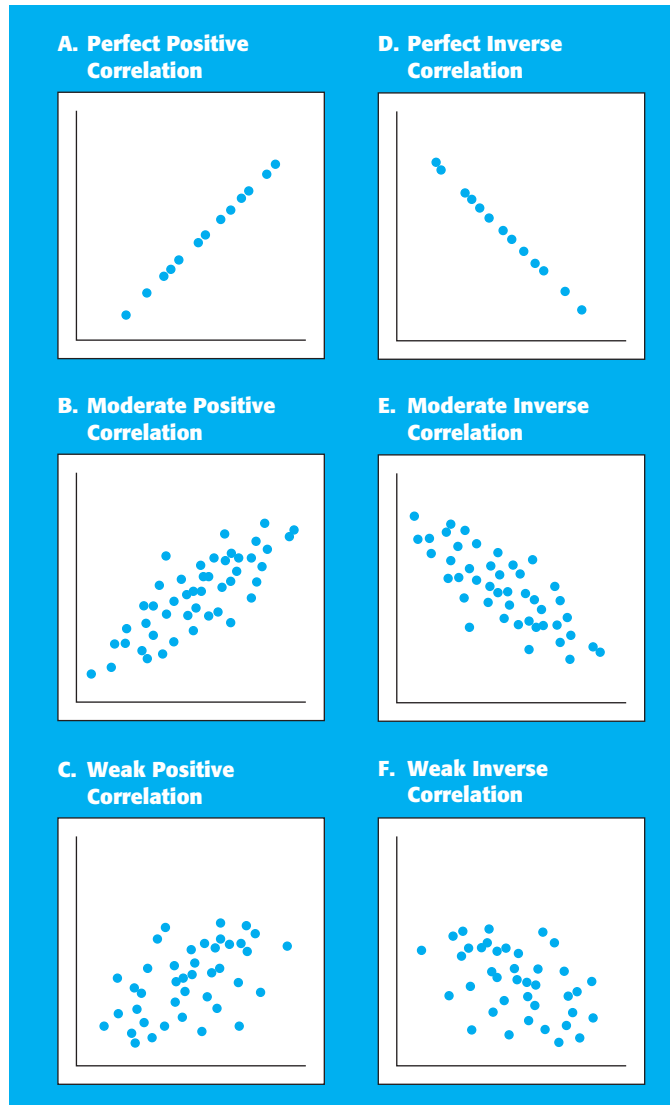 A. Perfect Positive
Correlation
D. Perfect Inverse
Correlation
B. Moderate Positive
Correlation
E. Moderate Inverse
Correlation
C. Weak Positive
Correlation
F. Weak Inverse
Correlation